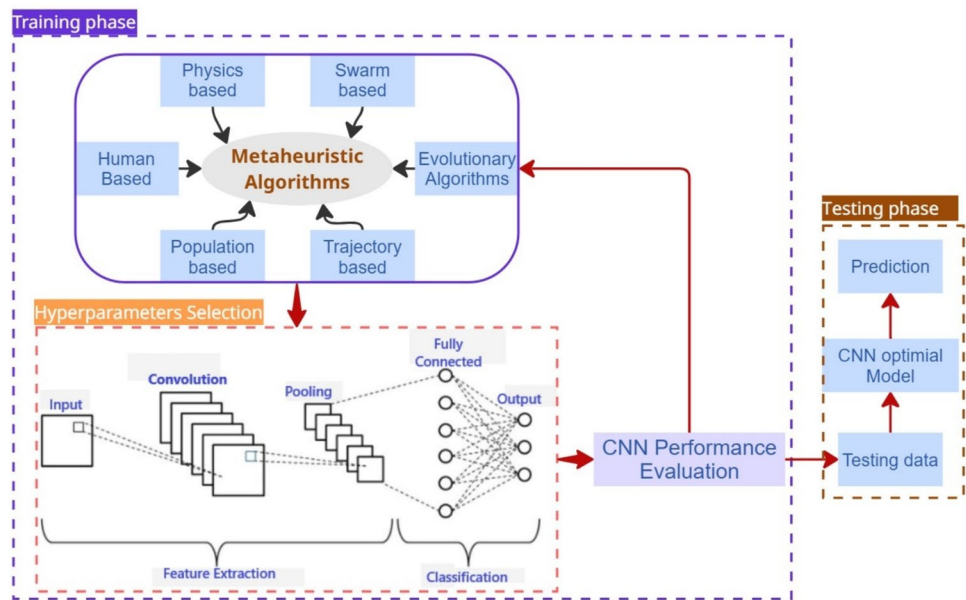 Training phase
Physics
based
Swarm
based
Human
Based
Metaheuristic
Algorithms
Evolutionary
Algorithms
Population
based
Trajectory
based
Hyperparameters Selection
Input
Convolution
Pooling
Fully
Connected
Output
Feature Extraction
Classification
CNN Performance
Evaluation
Testing phase
Prediction
CNN optimial
Model
Testing data